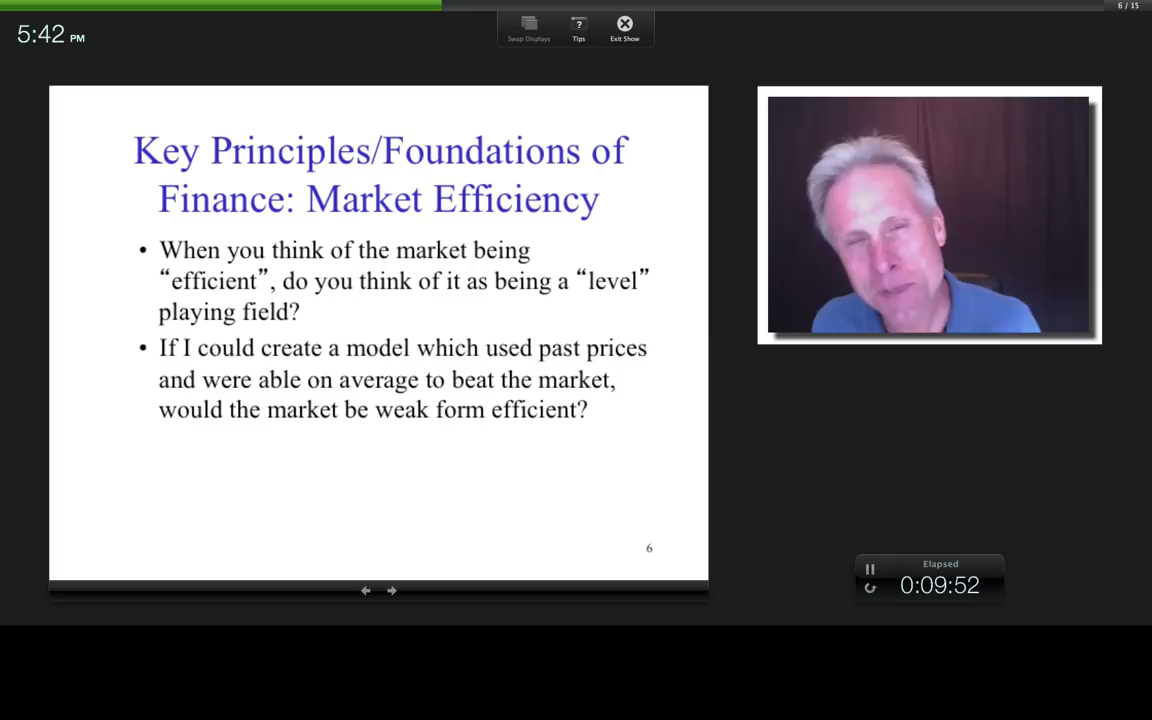 6 / 15
5:42 PM
?
Swap Displays Tips Exit Show
Key Principles/Foundations of
Finance: Market Efficiency
• When you think of the market being
“efficient”, do you think of it as being a “level”
playing field?
• If I could create a model which used past prices
and were able on average to beat the market,
would the market be weak form efficient?
6
Elapsed
0:09:52